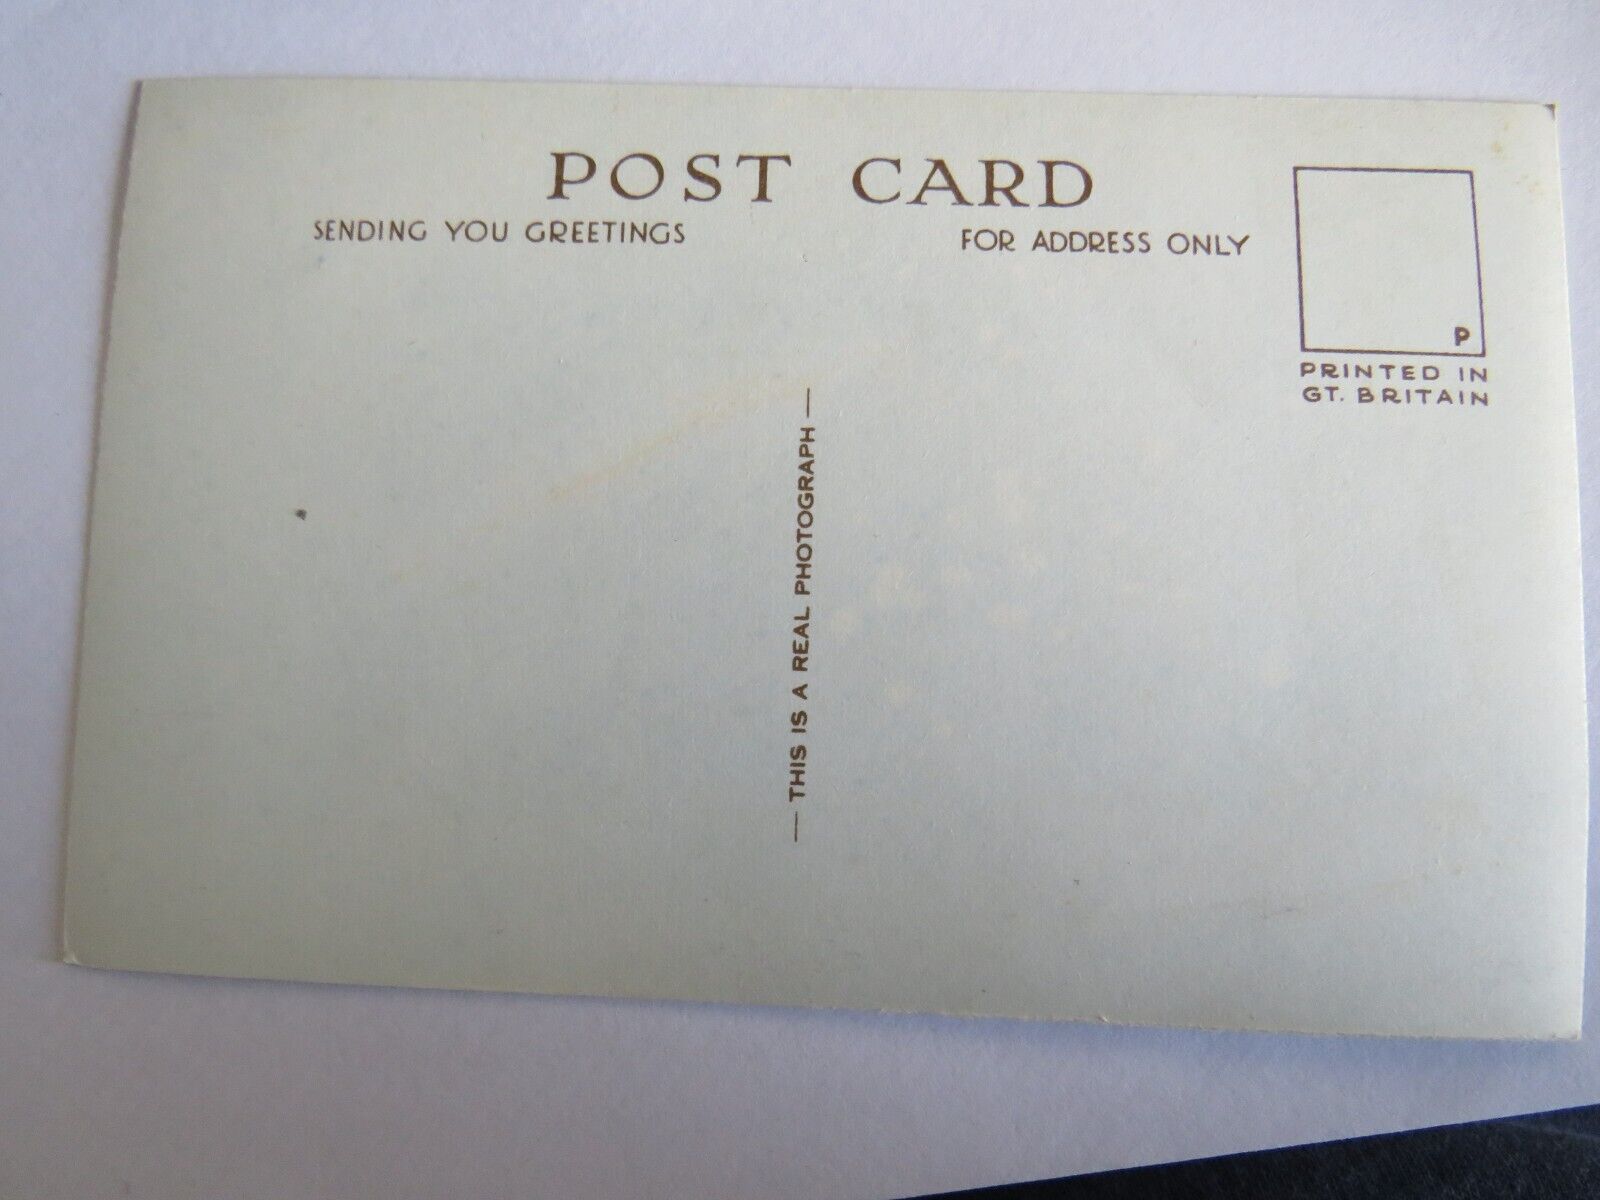 POST CARD
SENDING YOU GREETINGS
FOR ADDRESS ONLY
P
PRINTED IN
GT. BRITAIN
— THIS IS A REAL PHOTOGRAPH —